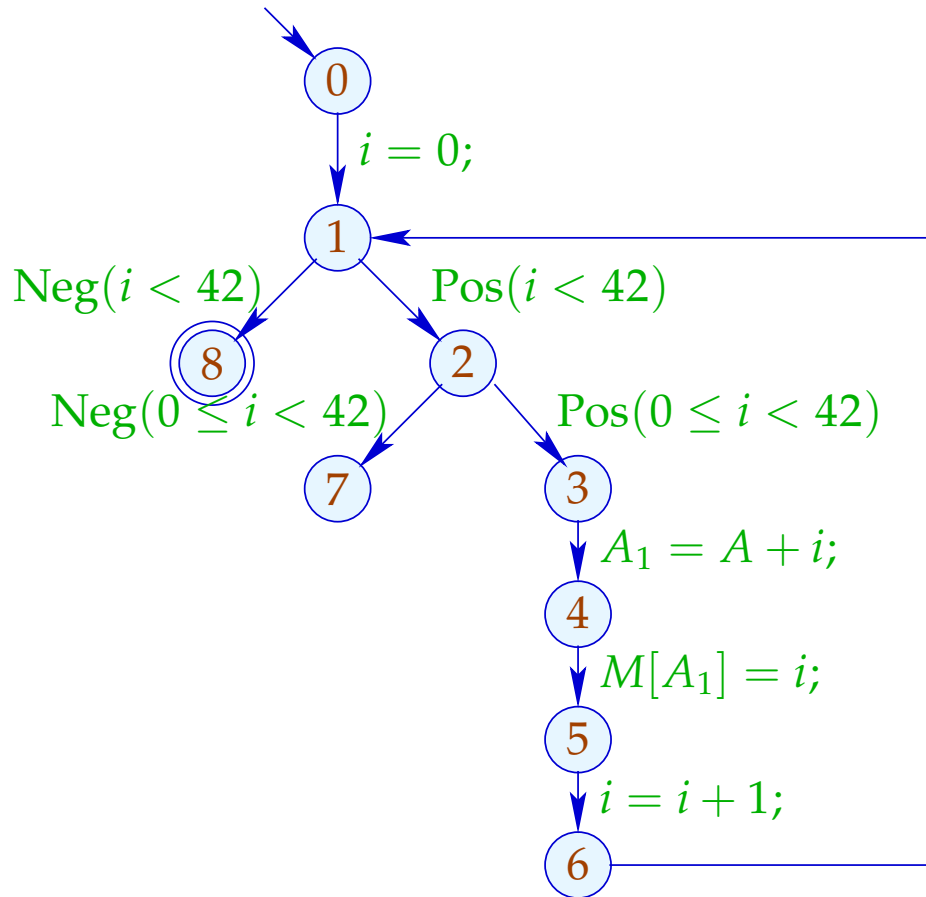 0
i = 0;
1
Neg(i < 42)
Pos(i < 42)
8
2
Neg(0 ≤ i < 42)
Pos(0 ≤ i < 42)
7
3
A₁ = A + i;
4
M[A₁] = i;
5
i = i + 1;
6